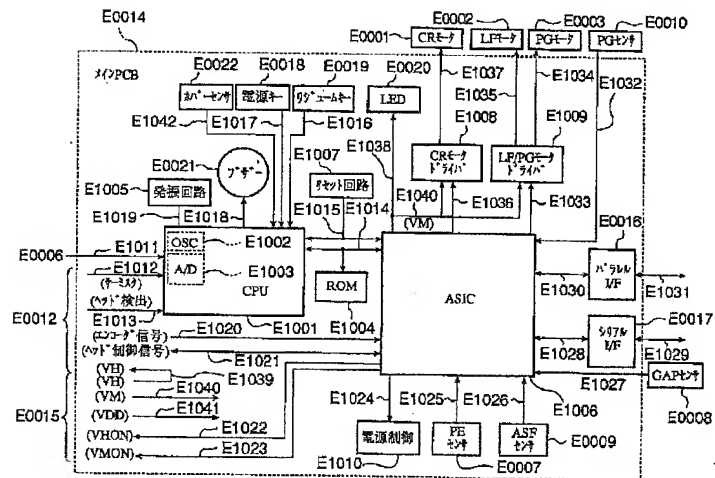 E0014
E0001
E0002
E0003
E0010
CRモータ
LFモータ
PGモータ
PGセンサ
メインPCB
E0022
E0018
E0019
E0020
カバーセンサ
電源キー
リジュームキー
LED
E1037
E1034
E1032
E1035
E1042
E1017
E1016
E1008
E1009
E0021
ブザー
E1007
E1038
CRモータ
ドライバ
LF/PGモータ
ドライバ
E1005
発振回路
リセット回路
E1040
(VM)
E1036
E1033
E1019
E1018
E1015
E1014
E0016
E0006
E1011
OSC
E1002
E1012
(サーミスタ)
A/D
E1003
CPU
ROM
ASIC
E1030
パラレル
I/F
E1031
(ヘッド検出)
E1013
E1001
E1004
E0012
E0017
(エンコーダ信号)
E1020
(ヘッド制御信号)
E1021
E1028
シリアル
I/F
E1029
(VH)
(VH)
E1039
E1027
(VM)
E1040
E1024
E1025
E1026
E1006
GAPセンサ
E0008
E0015
(VDD)
E1041
(VHON)
E1022
(VMON)
E1023
電源制御
PE
センサ
ASF
センサ
E0009
E1010
E0007